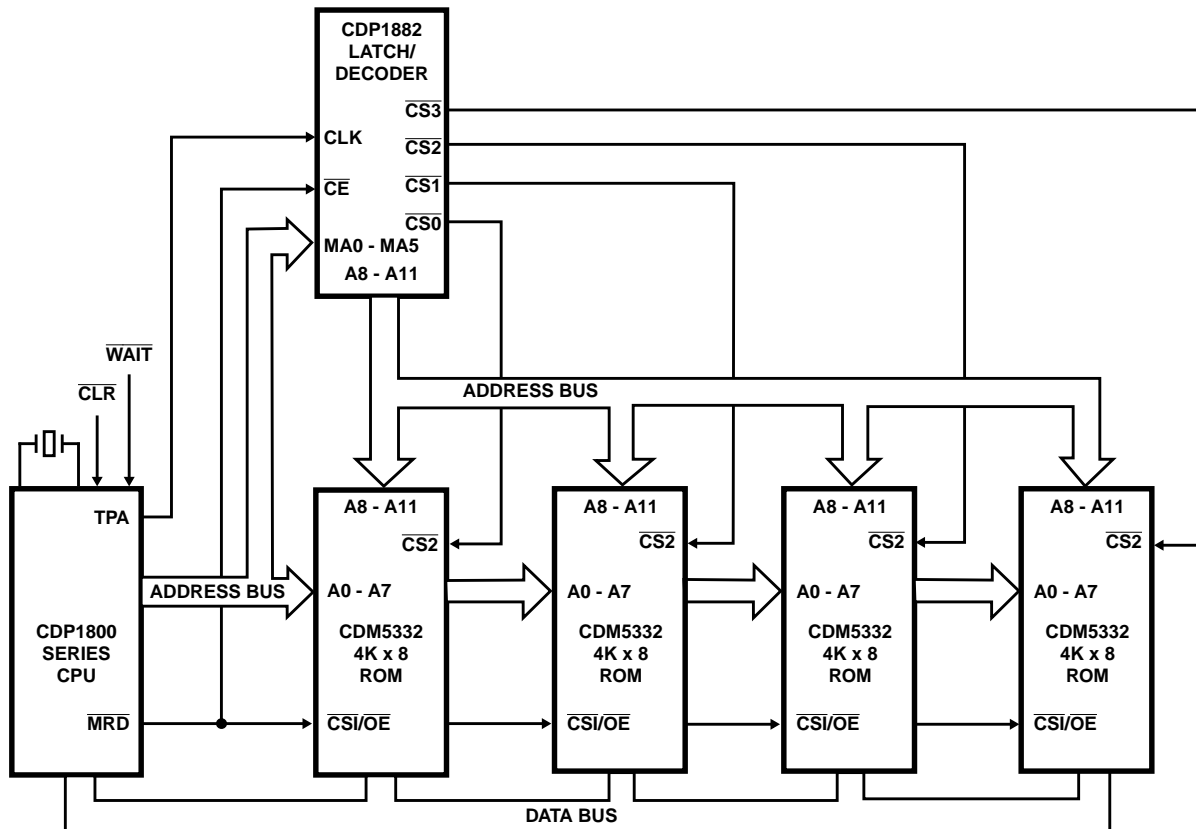 CDP1882
LATCH/
DECODER
CS3
CLK
CS2
CE
CS1
CS0
MA0 - MA5
A8 - A11
WAIT
CLR
ADDRESS BUS
TPA
A8 - A11
A8 - A11
A8 - A11
A8 - A11
CS2
CS2
CS2
CS2
ADDRESS BUS
A0 - A7
A0 - A7
A0 - A7
A0 - A7
CDP1800
SERIES
CPU
CDM5332
4K x 8
ROM
CDM5332
4K x 8
ROM
CDM5332
4K x 8
ROM
CDM5332
4K x 8
ROM
MRD
CSI/OE
CSI/OE
CSI/OE
CSI/OE
DATA BUS